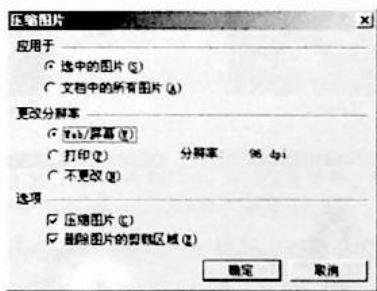 压缩图片
应用于
选中的图片(S)
文档中的所有图片(A)
更改分辨率
Web/屏幕(W)
打印(P) 分辨率: 96 dpi
不更改(N)
选项
压缩图片(C)
删除图片的剪裁区域(D)
确定 取消